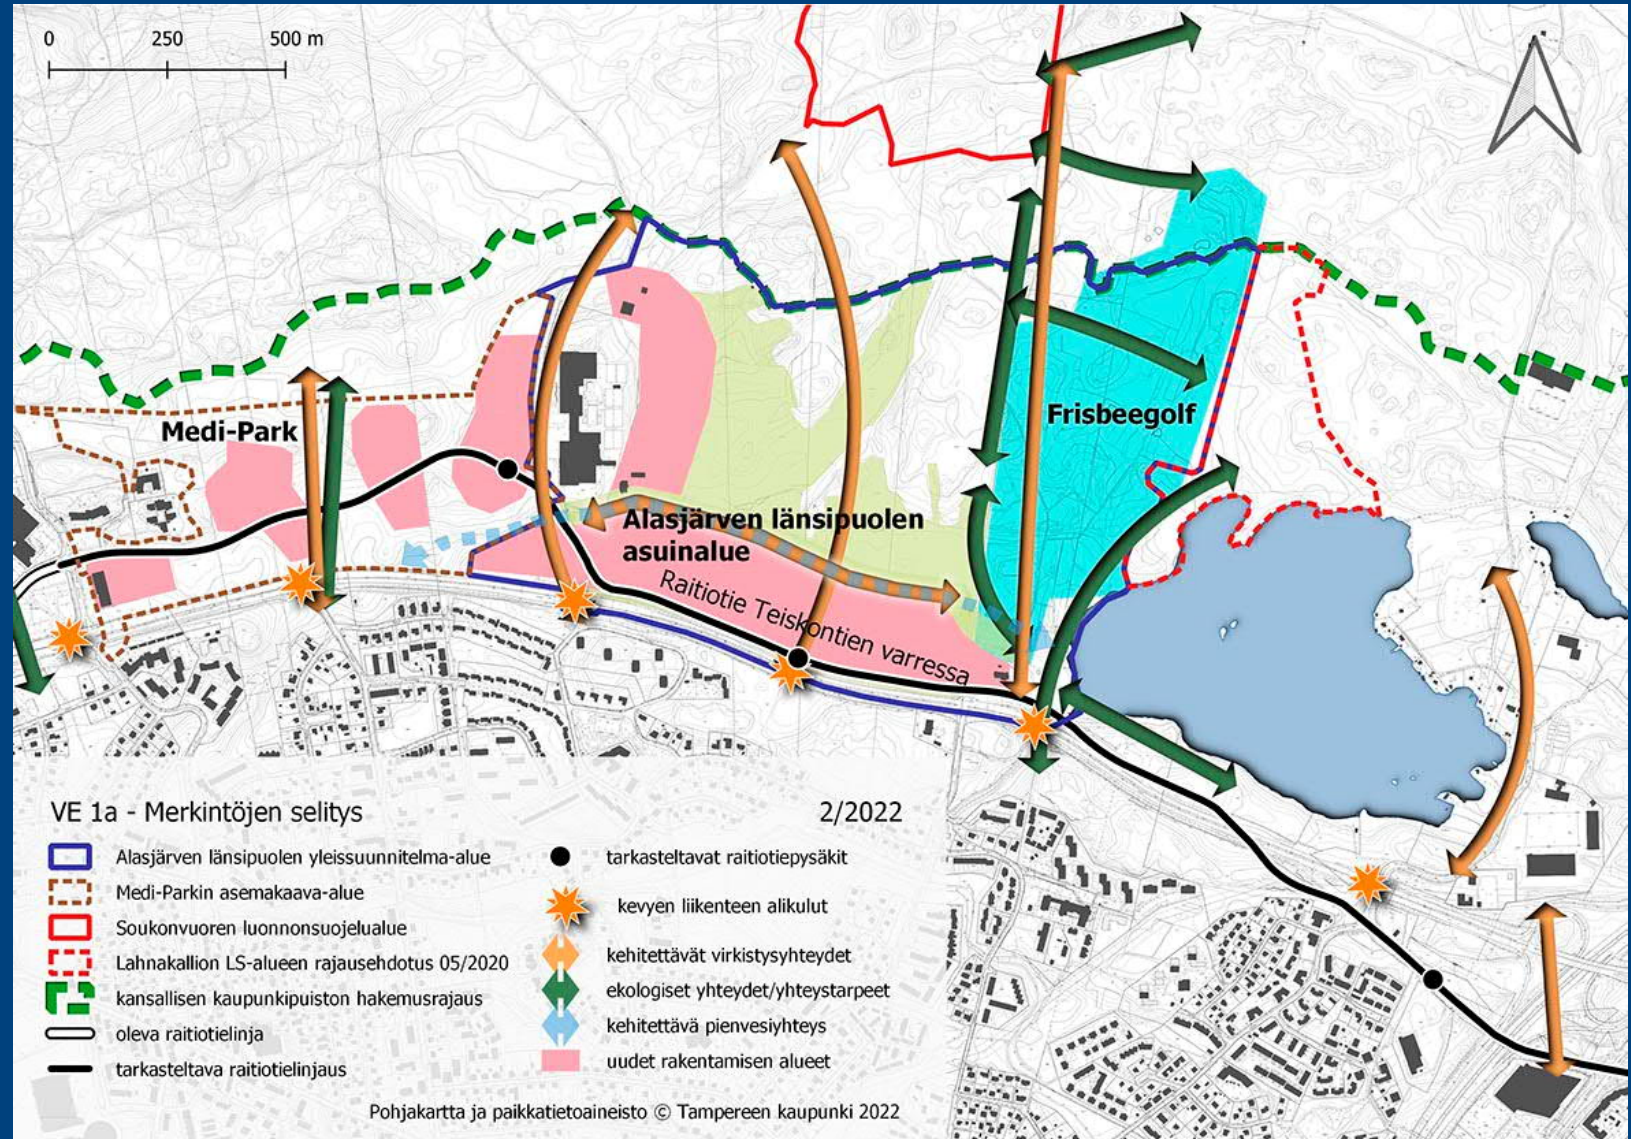 0 250 500 m
Medi-Park
Frisbeegolf
Alasjärven länsipuolen
asuinalue
Raitiotie Teiskontien varressa
VE 1a - Merkintöjen selitys 2/2022
Alasjärven länsipuolen yleissuunnitelma-alue
Medi-Parkin asemakaava-alue
Soukonvuoren luonnonsuojelualue
Lahnakallion LS-alueen rajausehdotus 05/2020
kansallisen kaupunkipuiston hakemusrajaus
oleva raitiotielinja
tarkasteltava raitiotielinjaus
tarkasteltavat raitiotiepysäkit
kevyen liikenteen alikulut
kehitettävät virkistysyhteydet
ekologiset yhteydet/yhteystarpeet
kehitettävä pienvesiyhteys
uudet rakentamisen alueet
Pohjakartta ja paikkatietoaineisto © Tampereen kaupunki 2022